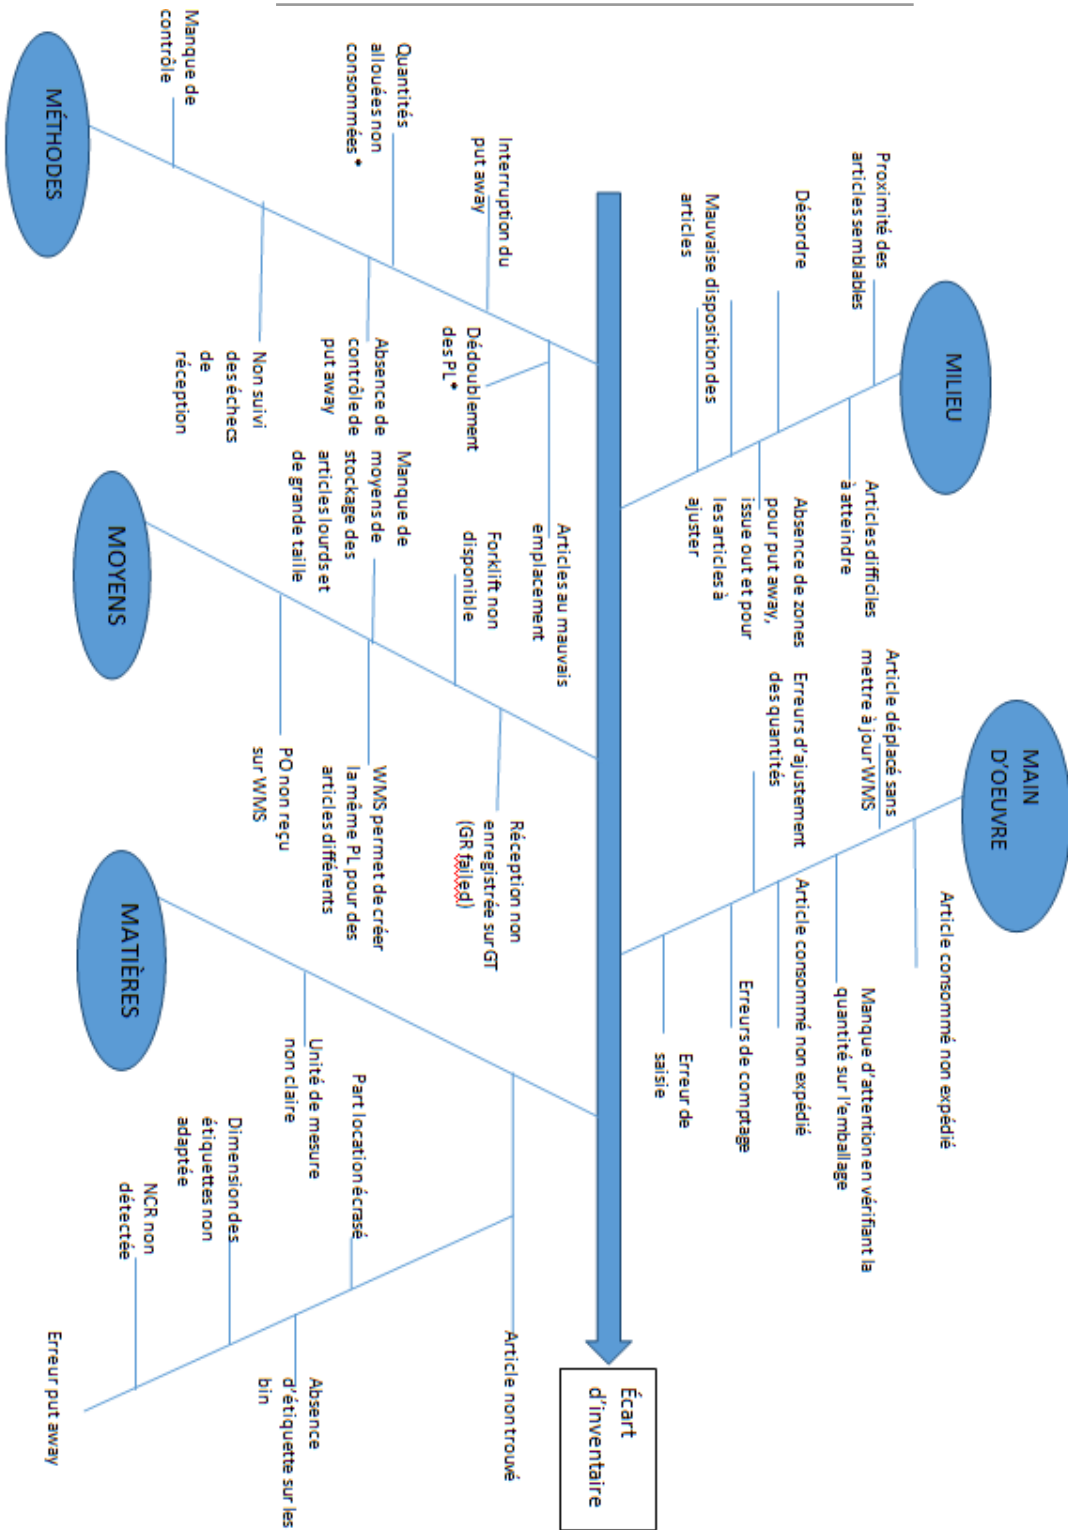 MILIEU
MAIN
D'OEUVRE
Proximité des
articles semblables
Désordre
Mauvaise disposition des
articles
Articles difficiles
à atteindre
Absence de zones
pour put away,
issue out et pour
les articles à
ajuster
Article déplacé sans
mettre à jour WMS
Erreurs d'ajustement
des quantités
Article consommé non expédié
Manque d'attention en vérifiant la
quantité sur l'emballage
Article consommé non expédié
Erreurs de comptage
Erreur de
saisie
Écart
d'inventaire
Interruption du
put away
Quantités
allouées non
consommées *
Manque de
contrôle
Articles au mauvais
emplacement
Dédoublement
des PL*
Absence de
contrôle de
put away
Non suivi
des échecs
de
réception
MÉTHODES
Forklift non
disponible
Manque de
moyens de
stockage des
articles lourds et
de grande taille
Réception non
enregistrée sur GT
(GR failed)
WMS permet de créer
la même PL pour des
articles différents
PO non reçu
sur WMS
MOYENS
Article non trouvé
Unité de mesure
non claire
Part location écrasé
Dimension des
étiquettes non
adaptée
NCR non
détectée
Absence
d'étiquette sur les
bin
Erreur put away
MATIÈRES